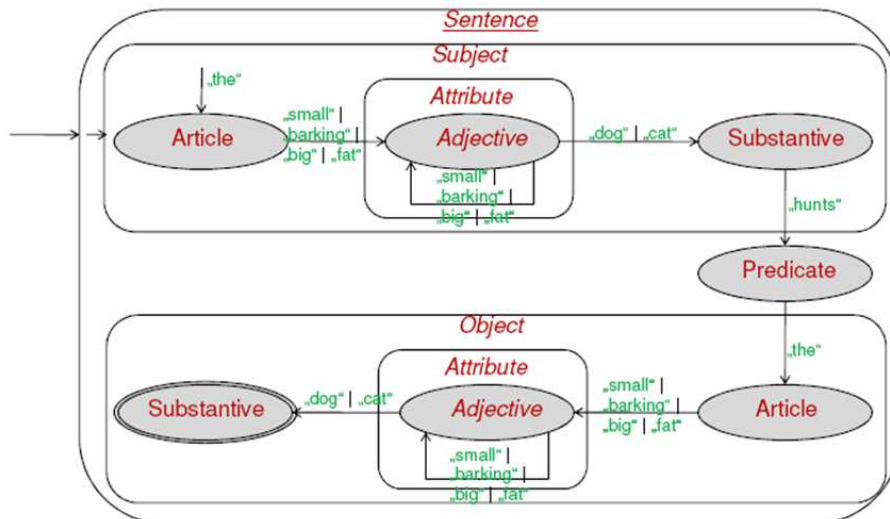 Sentence
Subject
„the“
Attribute
„small“ |
„barking“ |
„big“ | „fat“
Article
Adjective
„dog“ | „cat“
Substantive
„small“ |
„barking“ |
„big“ | „fat“
„hunts“
Predicate
Object
„the“
Attribute
Substantive
„dog“ | „cat“
Adjective
„small“ |
„barking“ |
„big“ | „fat“
Article
„small“ |
„barking“ |
„big“ | „fat“